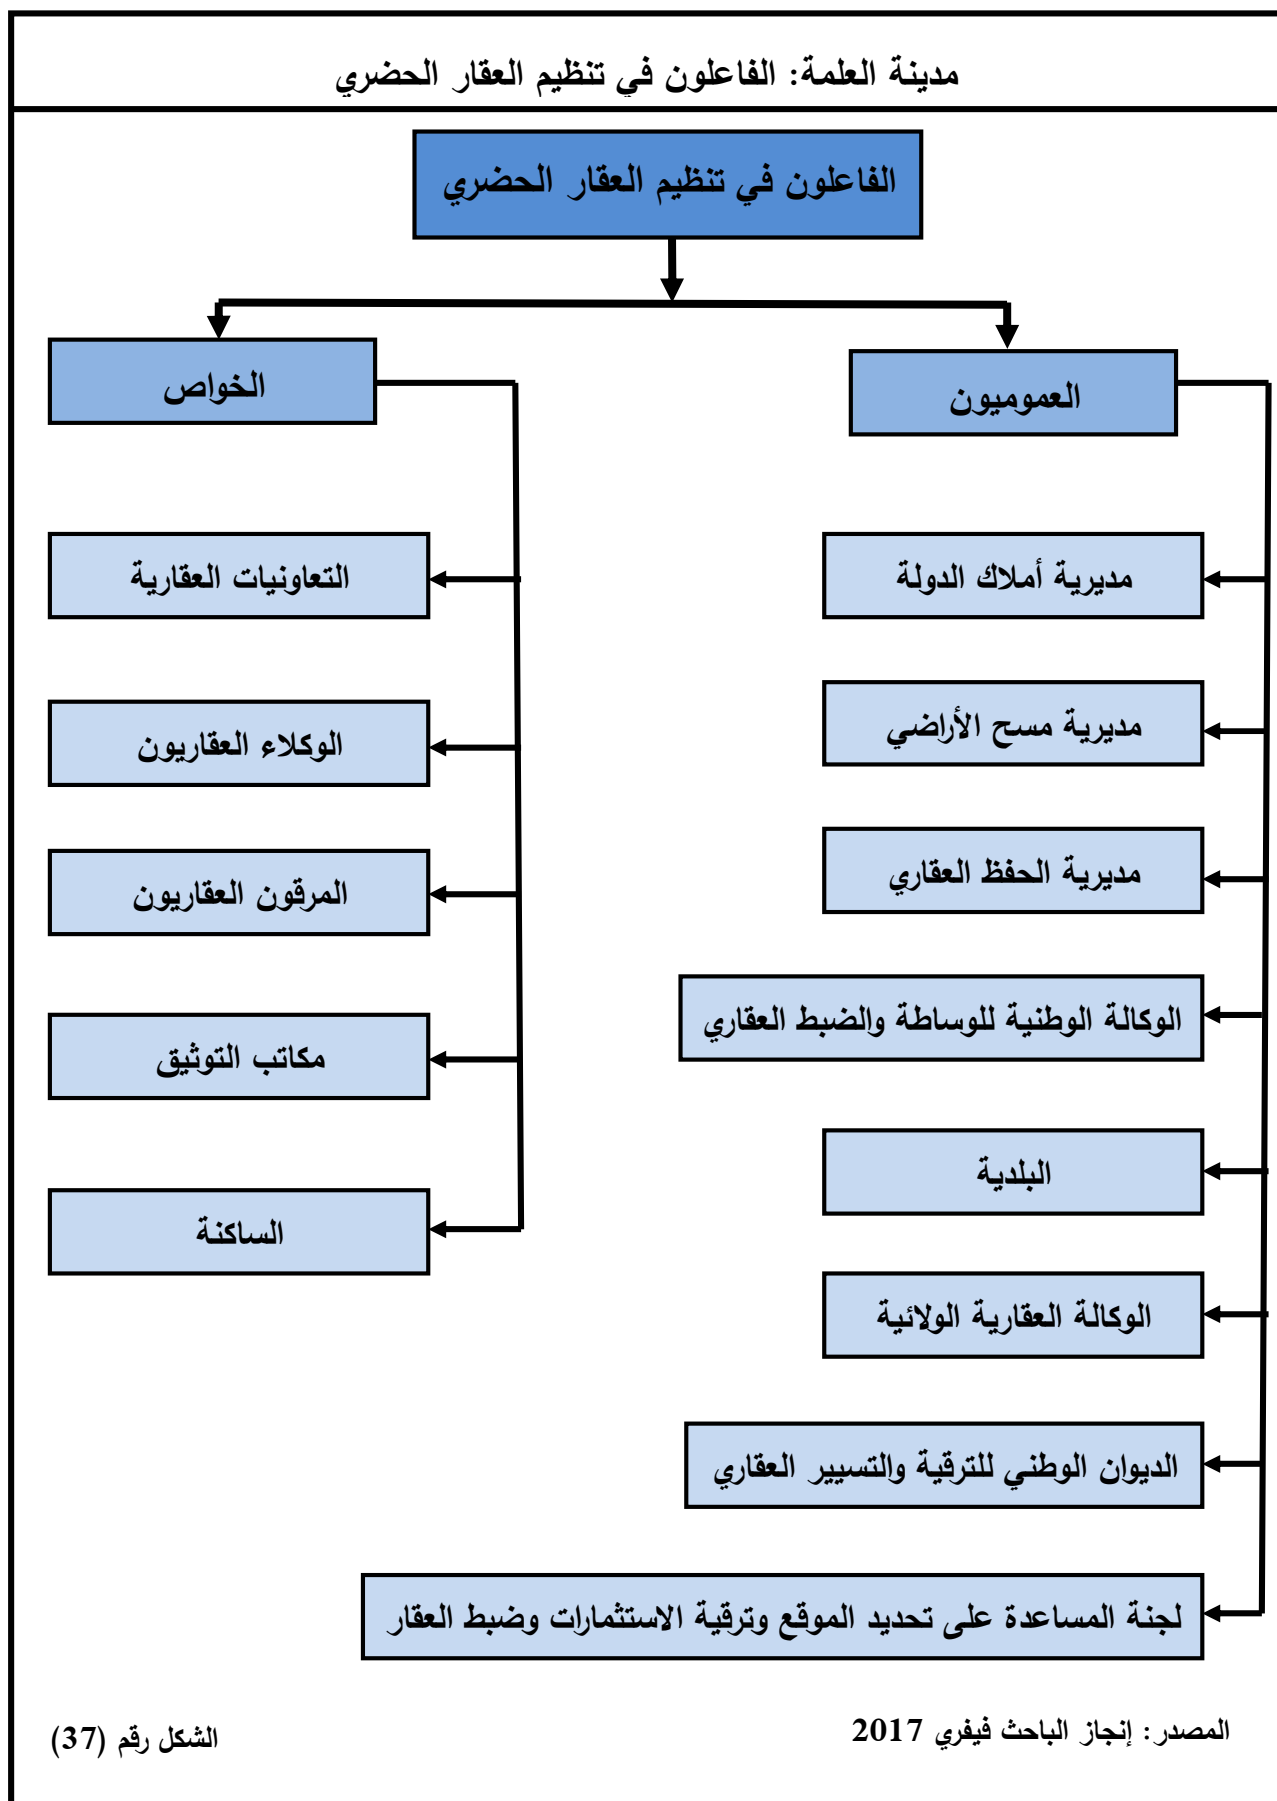 مدينة العلمة: الفاعلون في تنظيم العقار الحضري
الفاعلون في تنظيم العقار الحضري
العموميون
الخواص
مديرية أملاك الدولة
التعاونيات العقارية
مديرية مسح الأراضي
الوكلاء العقاريون
مديرية الحفظ العقاري
المرقون العقاريون
الوكالة الوطنية للوساطة والضبط العقاري
مكاتب التوثيق
البلدية
الساكنة
الوكالة العقارية الولائية
الديوان الوطني للترقية والتسيير العقاري
لجنة المساعدة على تحديد الموقع وترقية الاستثمارات وضبط العقار
المصدر: إنجاز الباحث فيفري 2017
الشكل رقم (37)